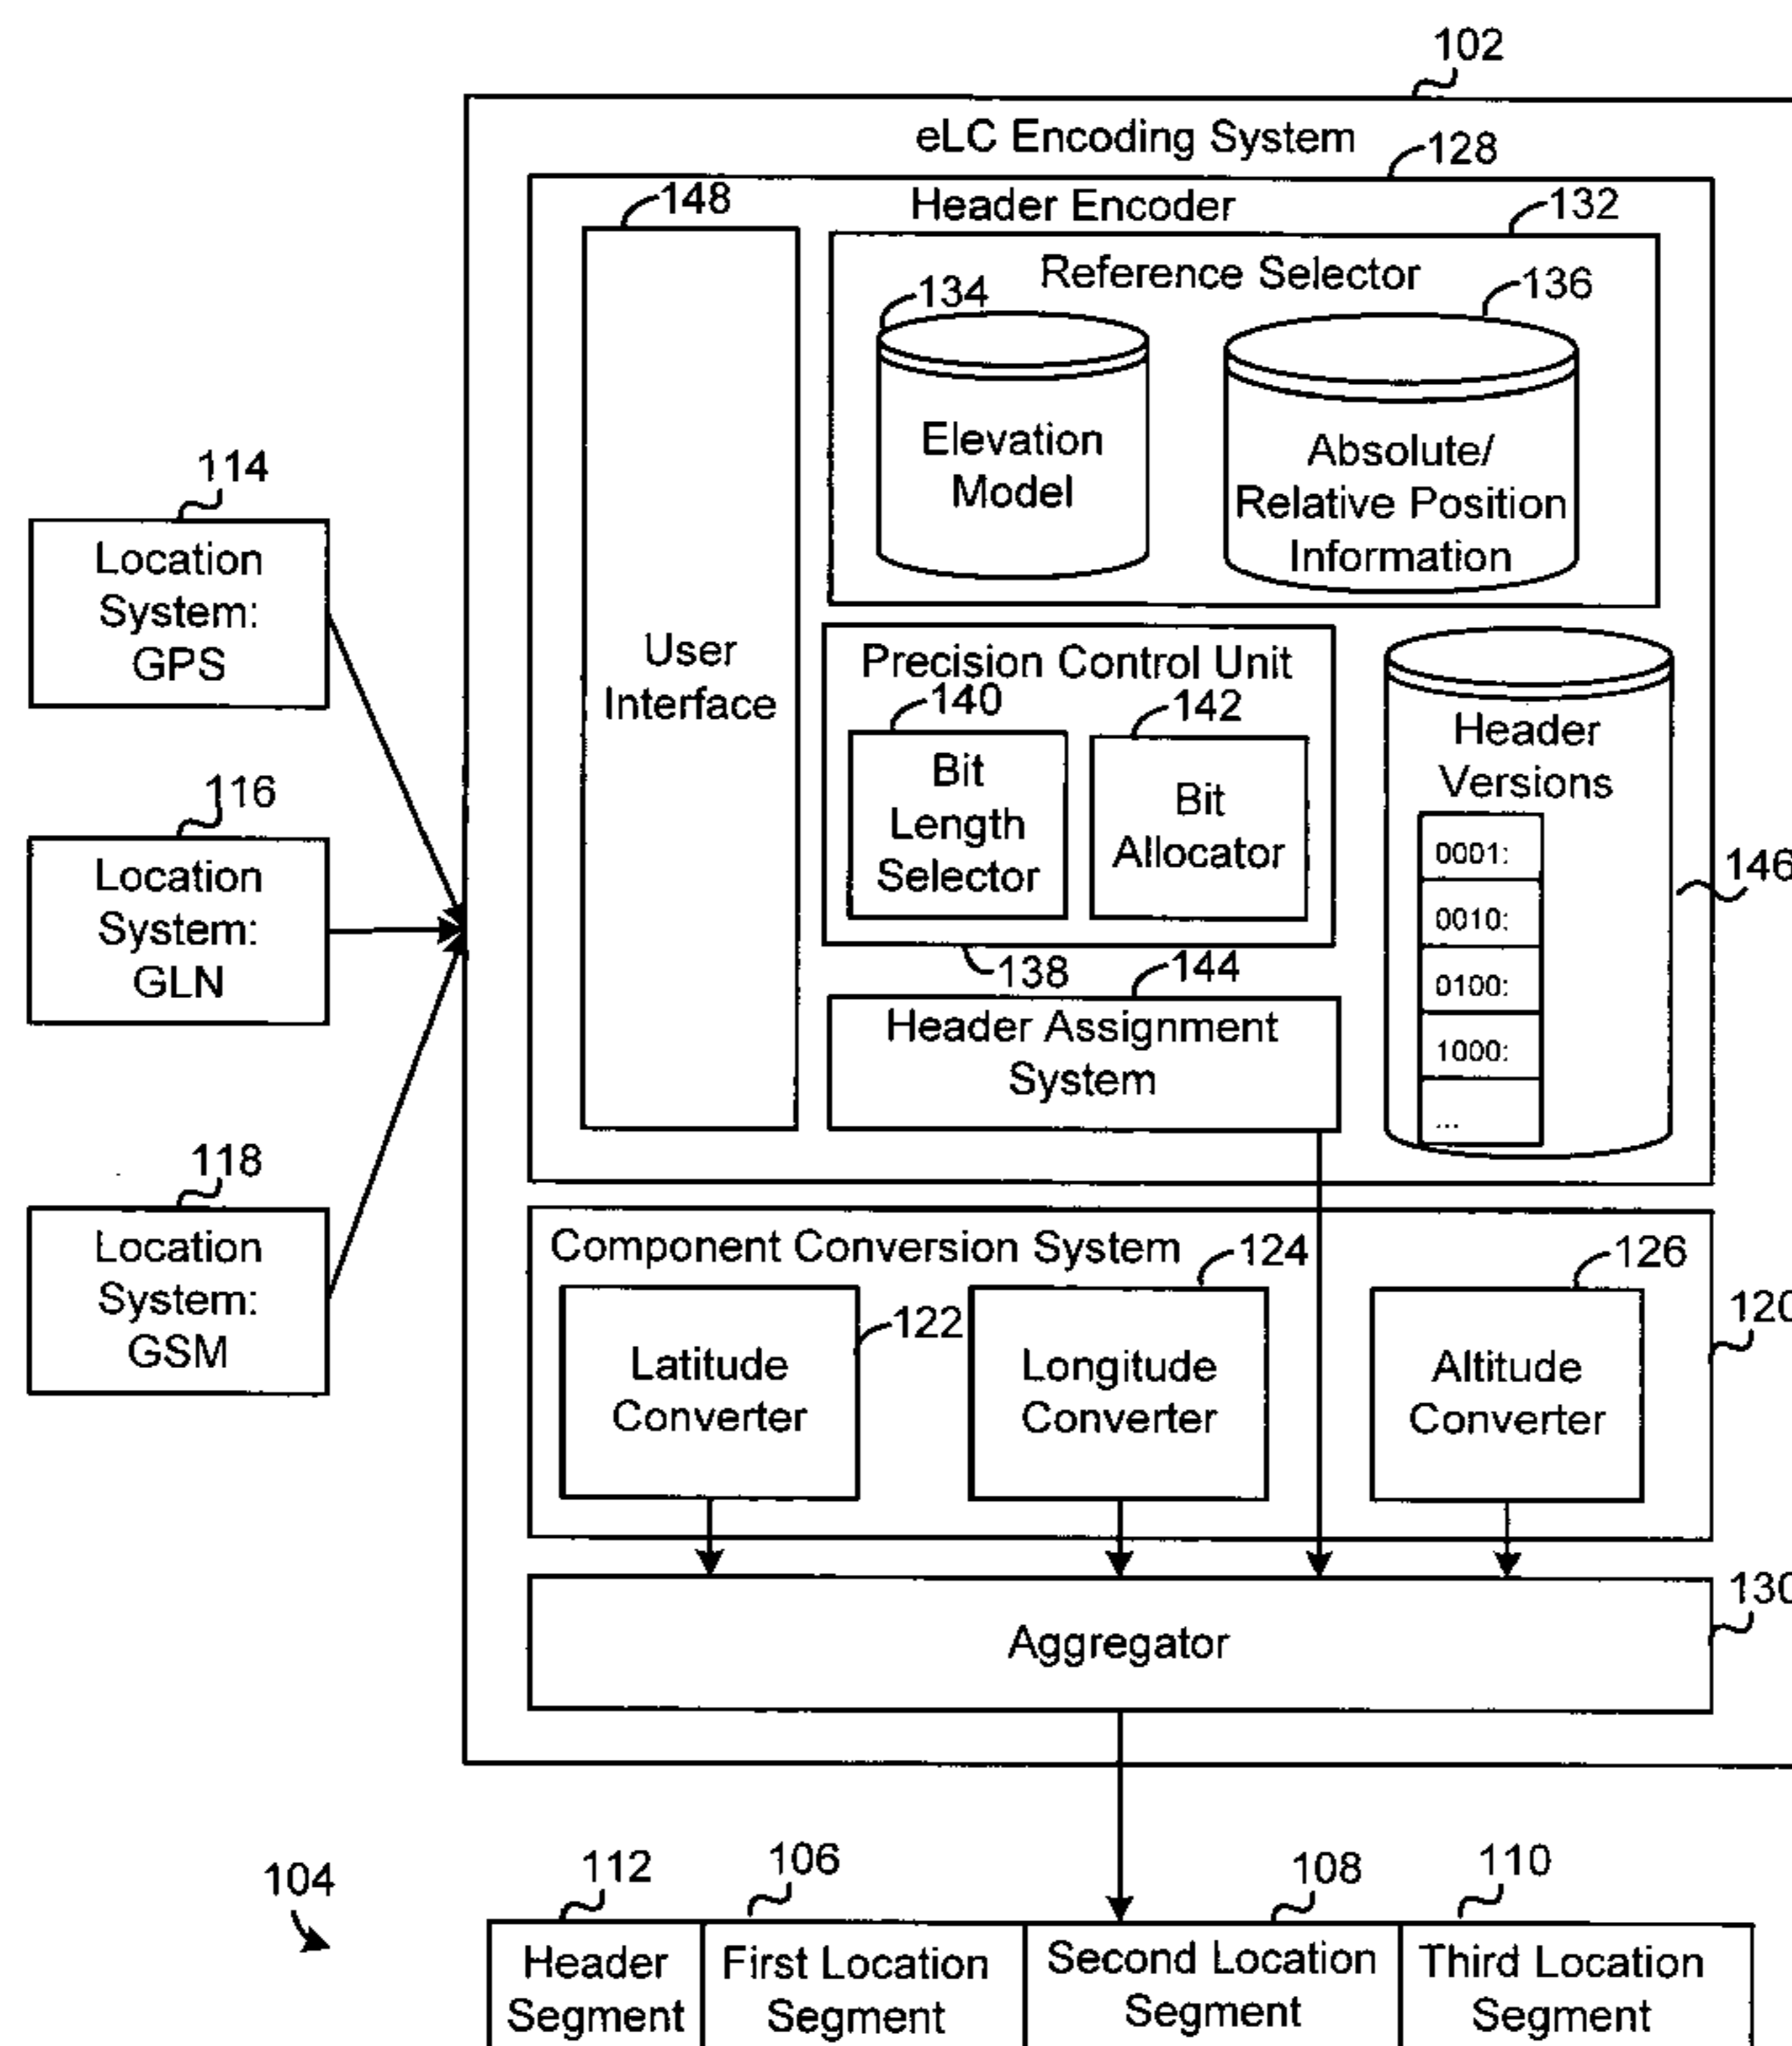 102
eLC Encoding System
128
148
Header Encoder
132
Reference Selector
134
136
Elevation
Model
Absolute/
Relative Position
Information
114
Location
System:
GPS
User
Interface
Precision Control Unit
140
142
Bit
Length
Selector
Bit
Allocator
Header
Versions
0001:
0010:
0100:
1000:
...
146
116
Location
System:
GLN
138
144
Header Assignment
System
118
Location
System:
GSM
Component Conversion System
124
126
122
120
Latitude
Converter
Longitude
Converter
Altitude
Converter
130
Aggregator
104
112
106
108
110
Header
Segment
First Location
Segment
Second Location
Segment
Third Location
Segment